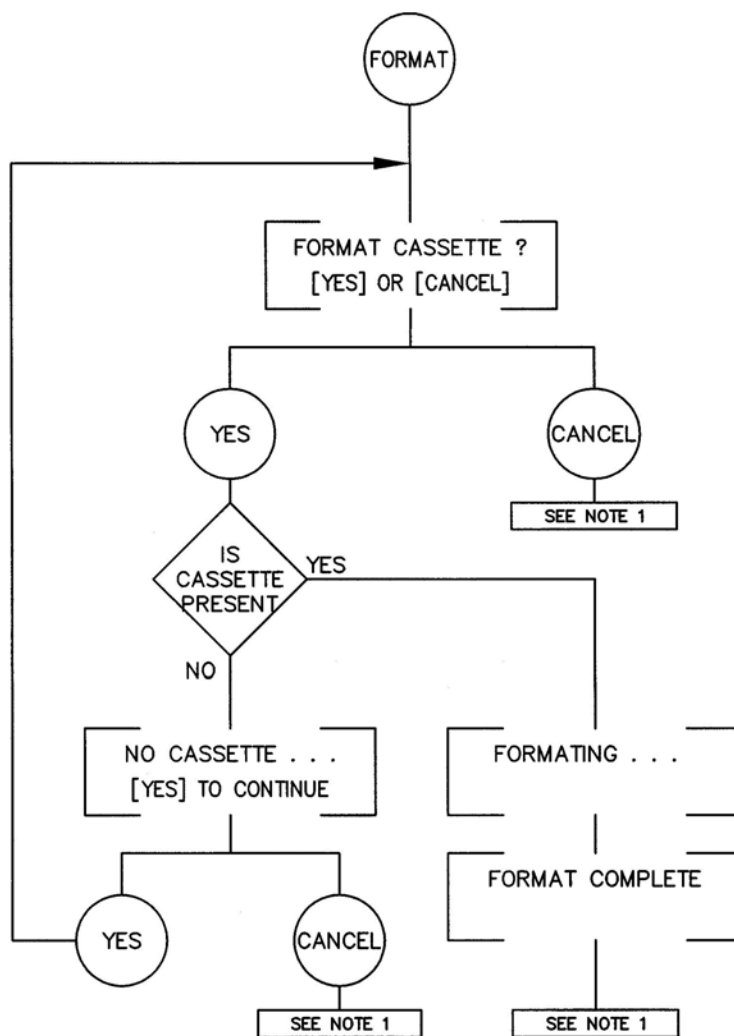 FORMAT
FORMAT CASSETTE ?
[YES] OR [CANCEL]
YES
CANCEL
SEE NOTE 1
IS
CASSETTE
PRESENT
YES
NO
NO CASSETTE . . .
[YES] TO CONTINUE
FORMATING . . .
FORMAT COMPLETE
YES
CANCEL
SEE NOTE 1
SEE NOTE 1